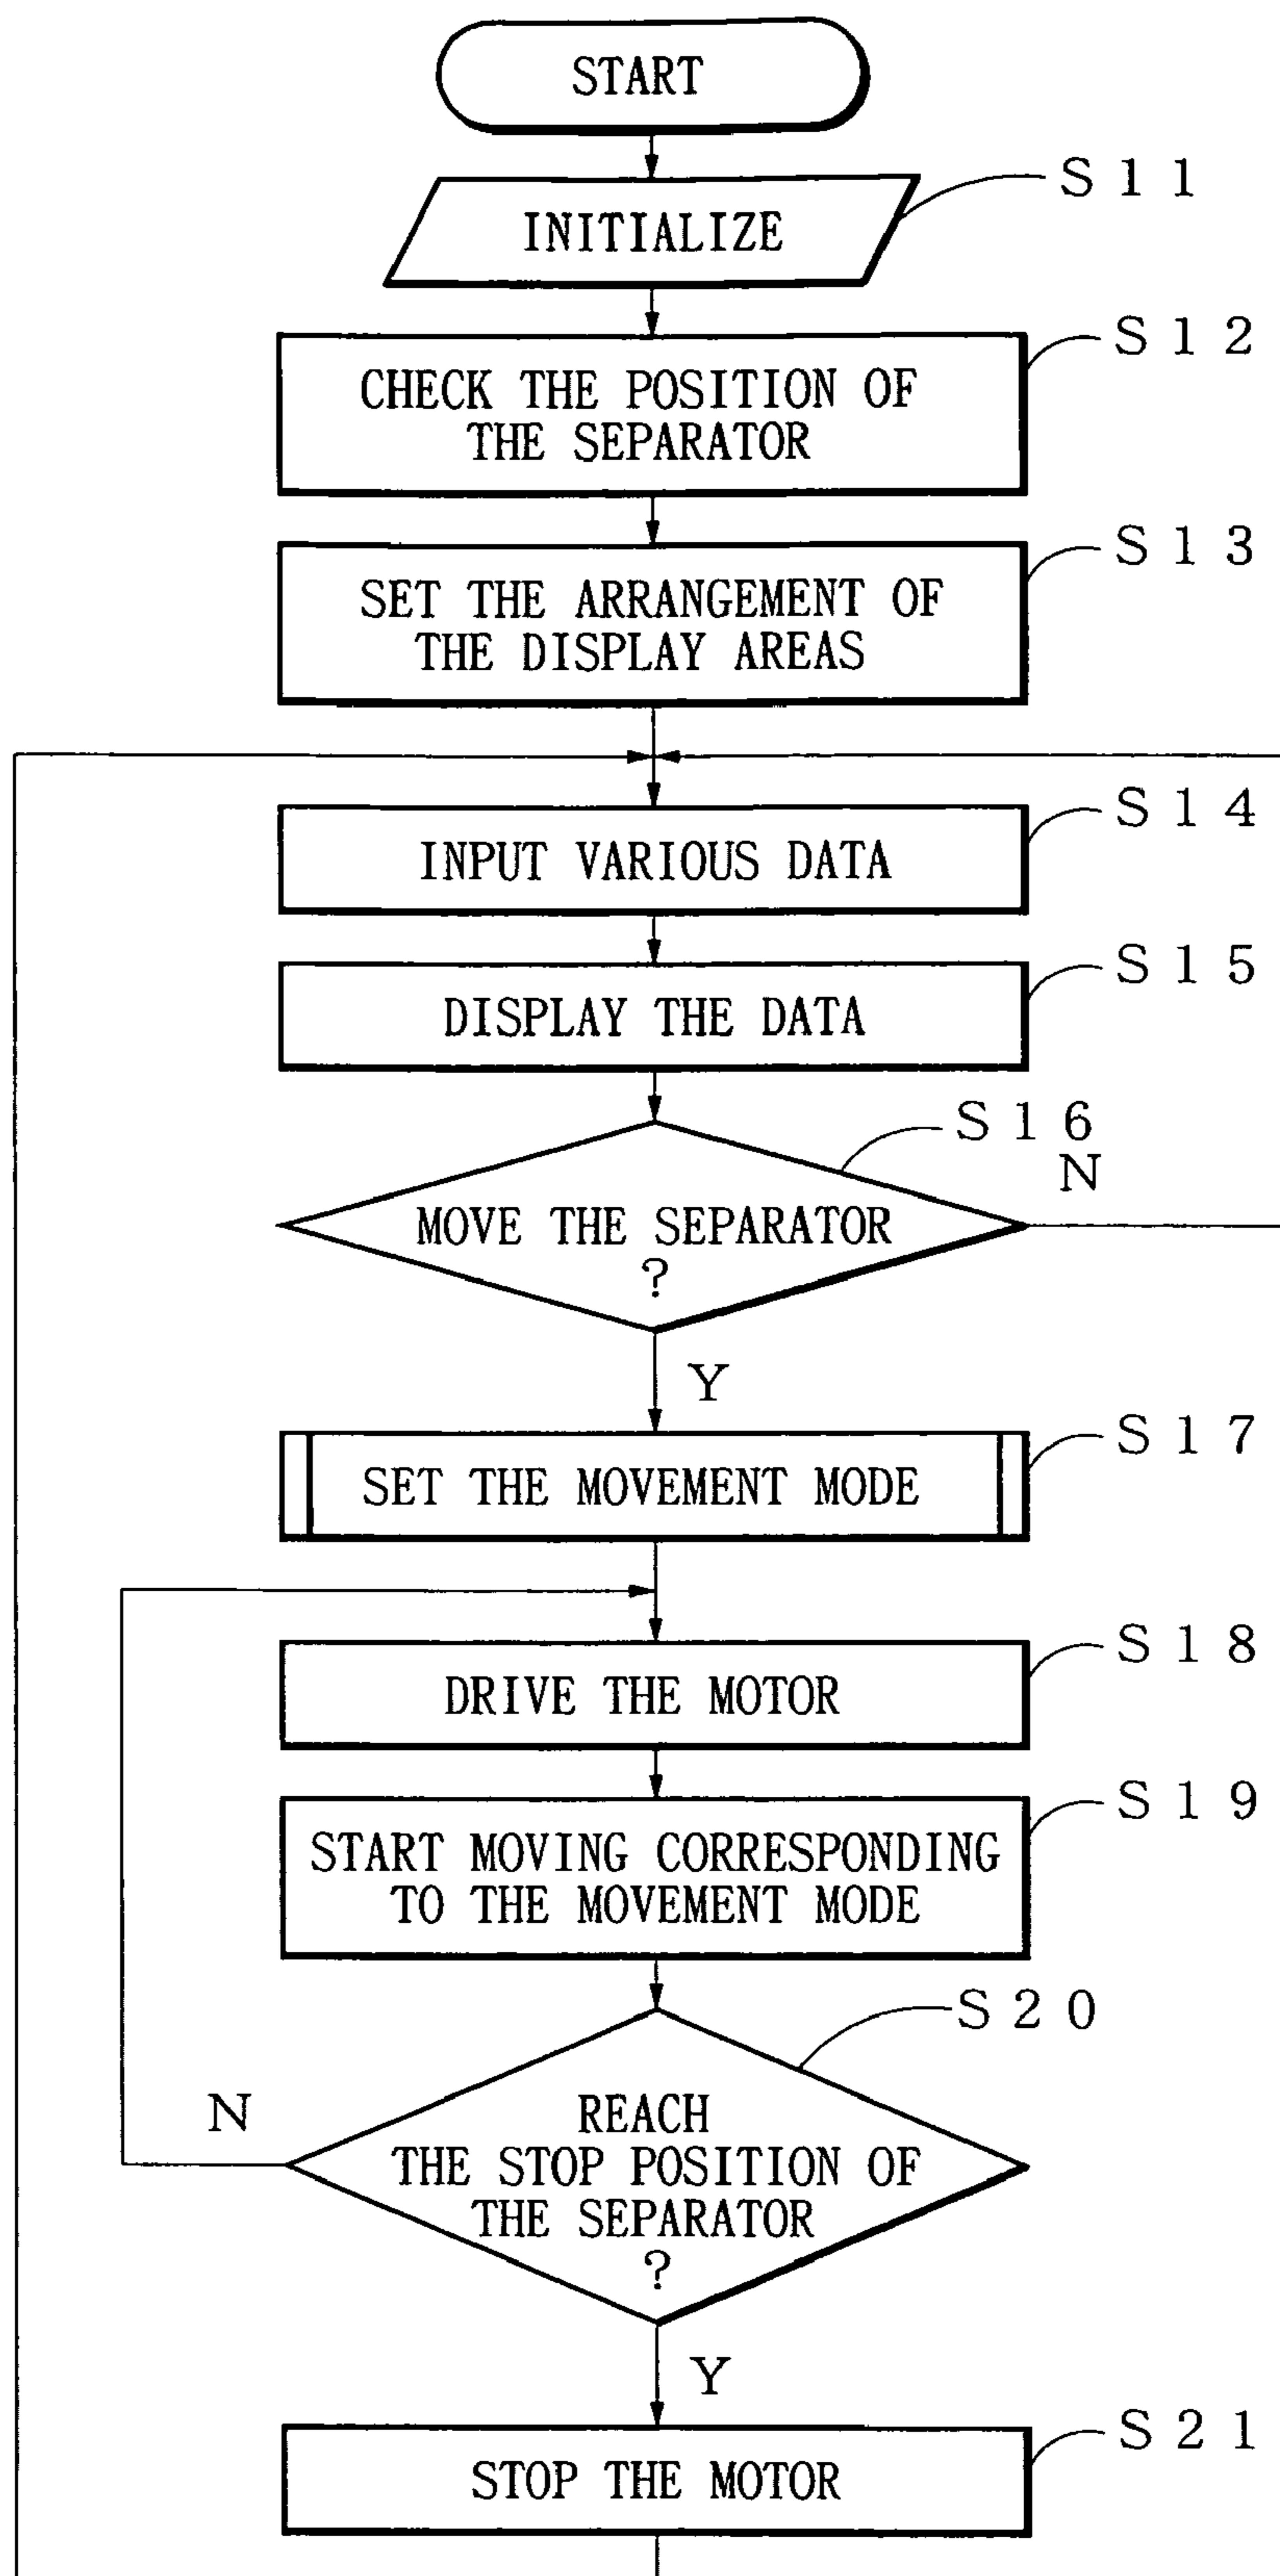 START
S11
INITIALIZE
S12
CHECK THE POSITION OF
THE SEPARATOR
S13
SET THE ARRANGEMENT OF
THE DISPLAY AREAS
S14
INPUT VARIOUS DATA
S15
DISPLAY THE DATA
S16
N
MOVE THE SEPARATOR
?
Y
S17
SET THE MOVEMENT MODE
S18
DRIVE THE MOTOR
S19
START MOVING CORRESPONDING
TO THE MOVEMENT MODE
S20
N
REACH
THE STOP POSITION OF
THE SEPARATOR
?
Y
S21
STOP THE MOTOR